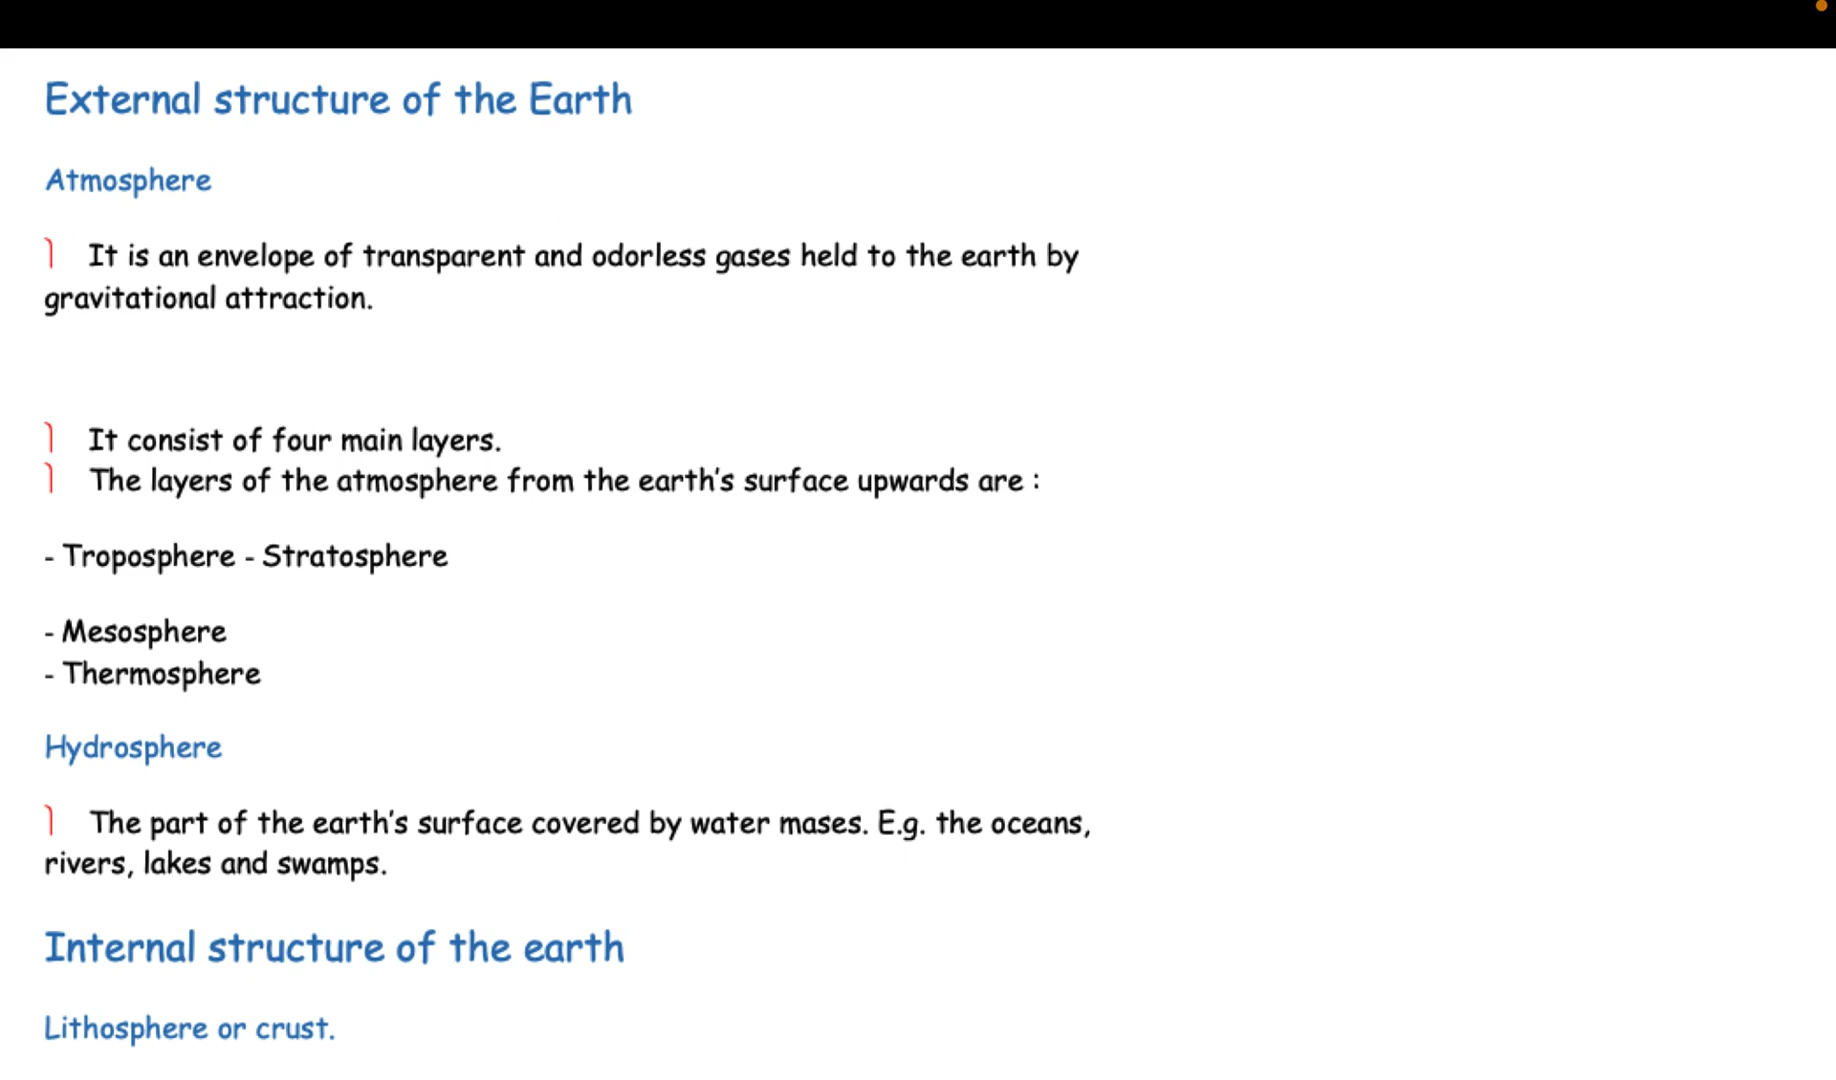 External structure of the Earth
Atmosphere
It is an envelope of transparent and odorless gases held to the earth by
gravitational attraction.
It consist of four main layers.
The layers of the atmosphere from the earth's surface upwards are :
- Troposphere - Stratosphere
- Mesosphere
- Thermosphere
Hydrosphere
The part of the earth's surface covered by water mases. E.g. the oceans,
rivers, lakes and swamps.
Internal structure of the earth
Lithosphere or crust.